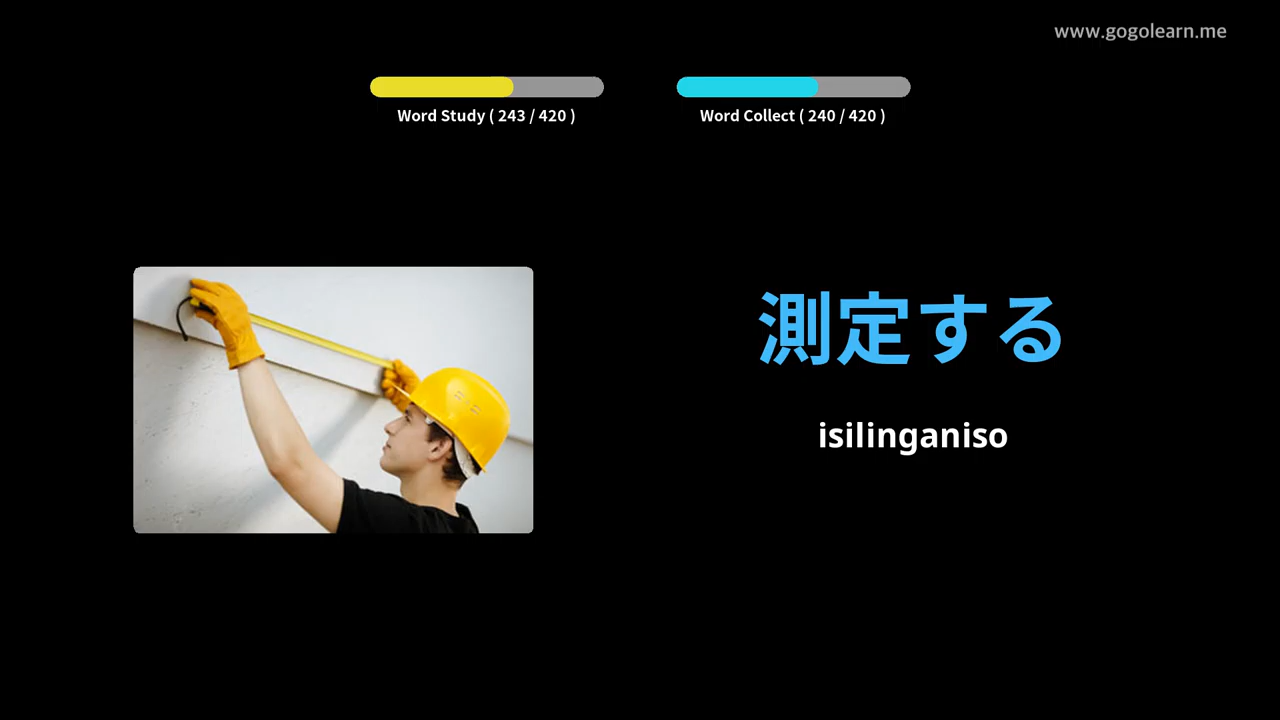 www.gogolearn.me
Word Study ( 243 / 420 )
Word Collect ( 240 / 420 )
測定する
isilinganiso